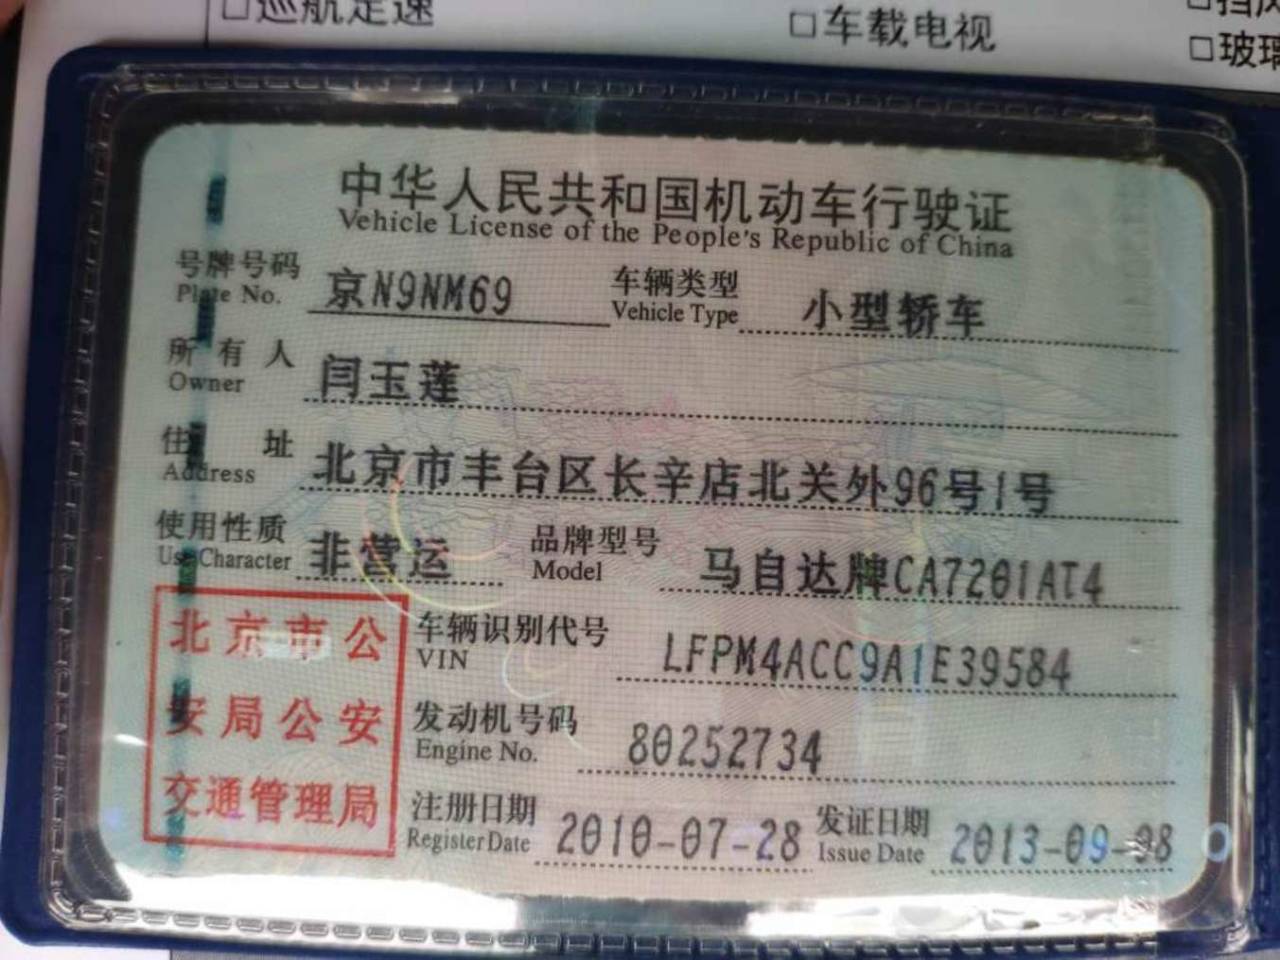 □巡航定速
□车载电视
□玻璃
中华人民共和国机动车行驶证
Vehicle License of the People's Republic of China
号牌号码 京N9NM69 车辆类型 小型轿车
Plate No. Vehicle Type
所有人 闫玉莲
Owner
住址 北京市丰台区长辛店北关外96号1号
Address
使用性质 非营运 品牌型号 马自达牌CA7201AT4
Use Character Model
北京市公
安局公安
交通管理局
车辆识别代号 LFPM4ACC9A1E39584
VIN
发动机号码 80252734
Engine No.
注册日期 2010-07-28 发证日期 2013-09-08
Register Date Issue Date